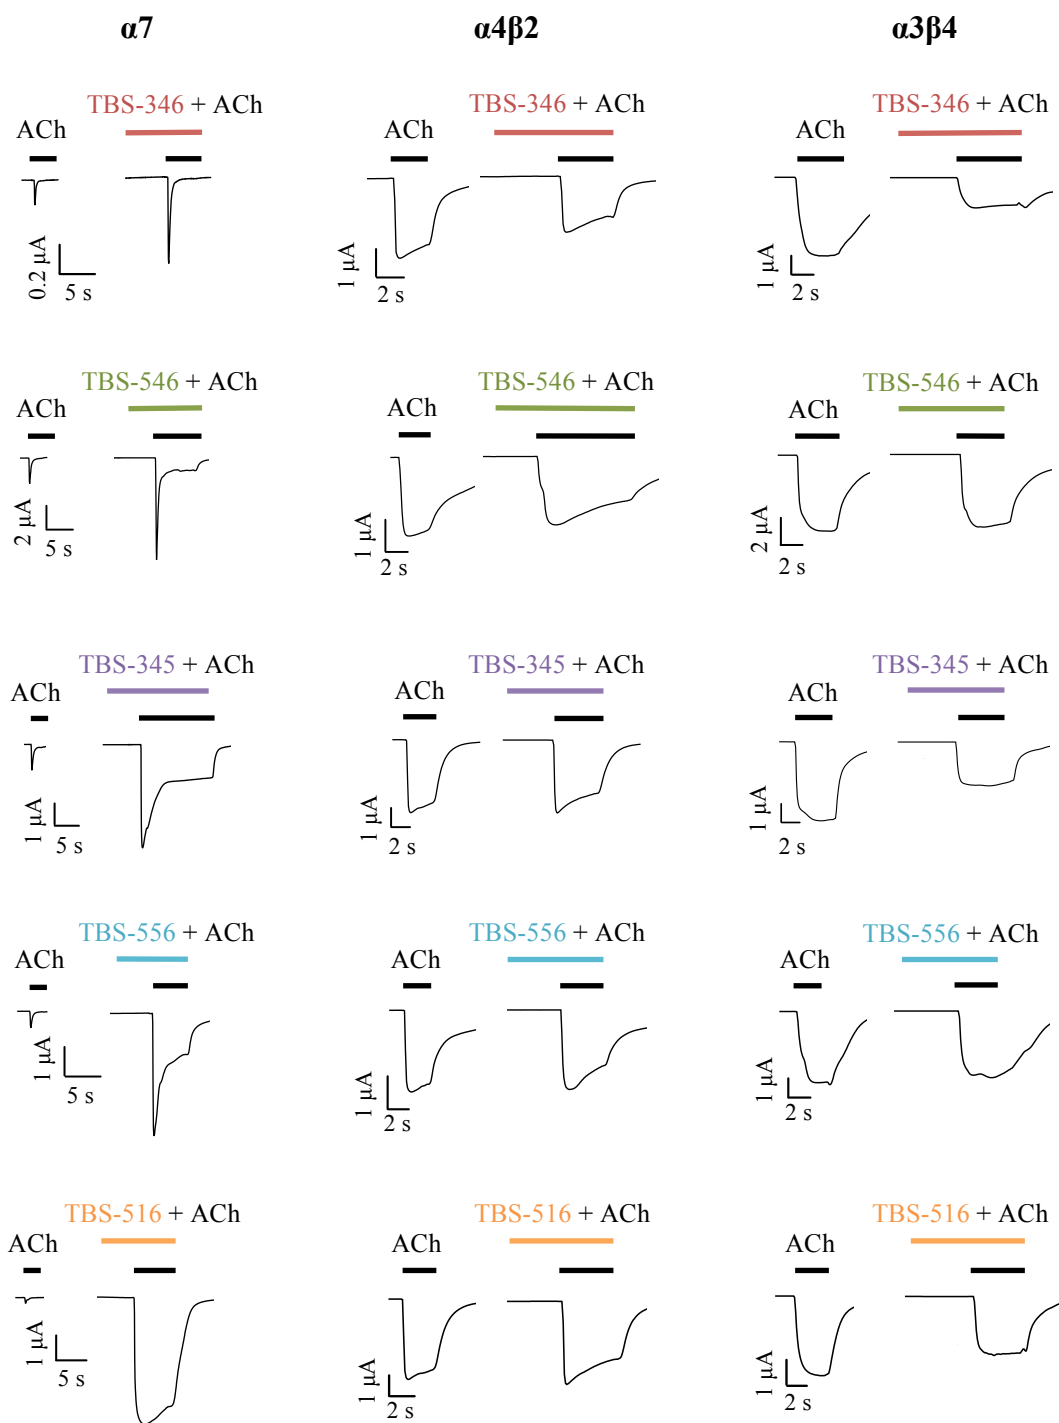 α7 α4β2 α3β4
TBS-346 + ACh TBS-346 + ACh TBS-346 + ACh
ACh ACh ACh
0.2 μA 1 μA 1 μA
5 s 2 s 2 s
TBS-546 + ACh TBS-546 + ACh TBS-546 + ACh
ACh ACh ACh
2 μA 1 μA 2 μA
5 s 2 s 2 s
TBS-345 + ACh TBS-345 + ACh TBS-345 + ACh
ACh ACh ACh
1 μA 1 μA 1 μA
5 s 2 s 2 s
TBS-556 + ACh TBS-556 + ACh TBS-556 + ACh
ACh ACh ACh
1 μA 1 μA 1 μA
5 s 2 s 2 s
TBS-516 + ACh TBS-516 + ACh TBS-516 + ACh
ACh ACh ACh
1 μA 1 μA 1 μA
5 s 2 s 2 s